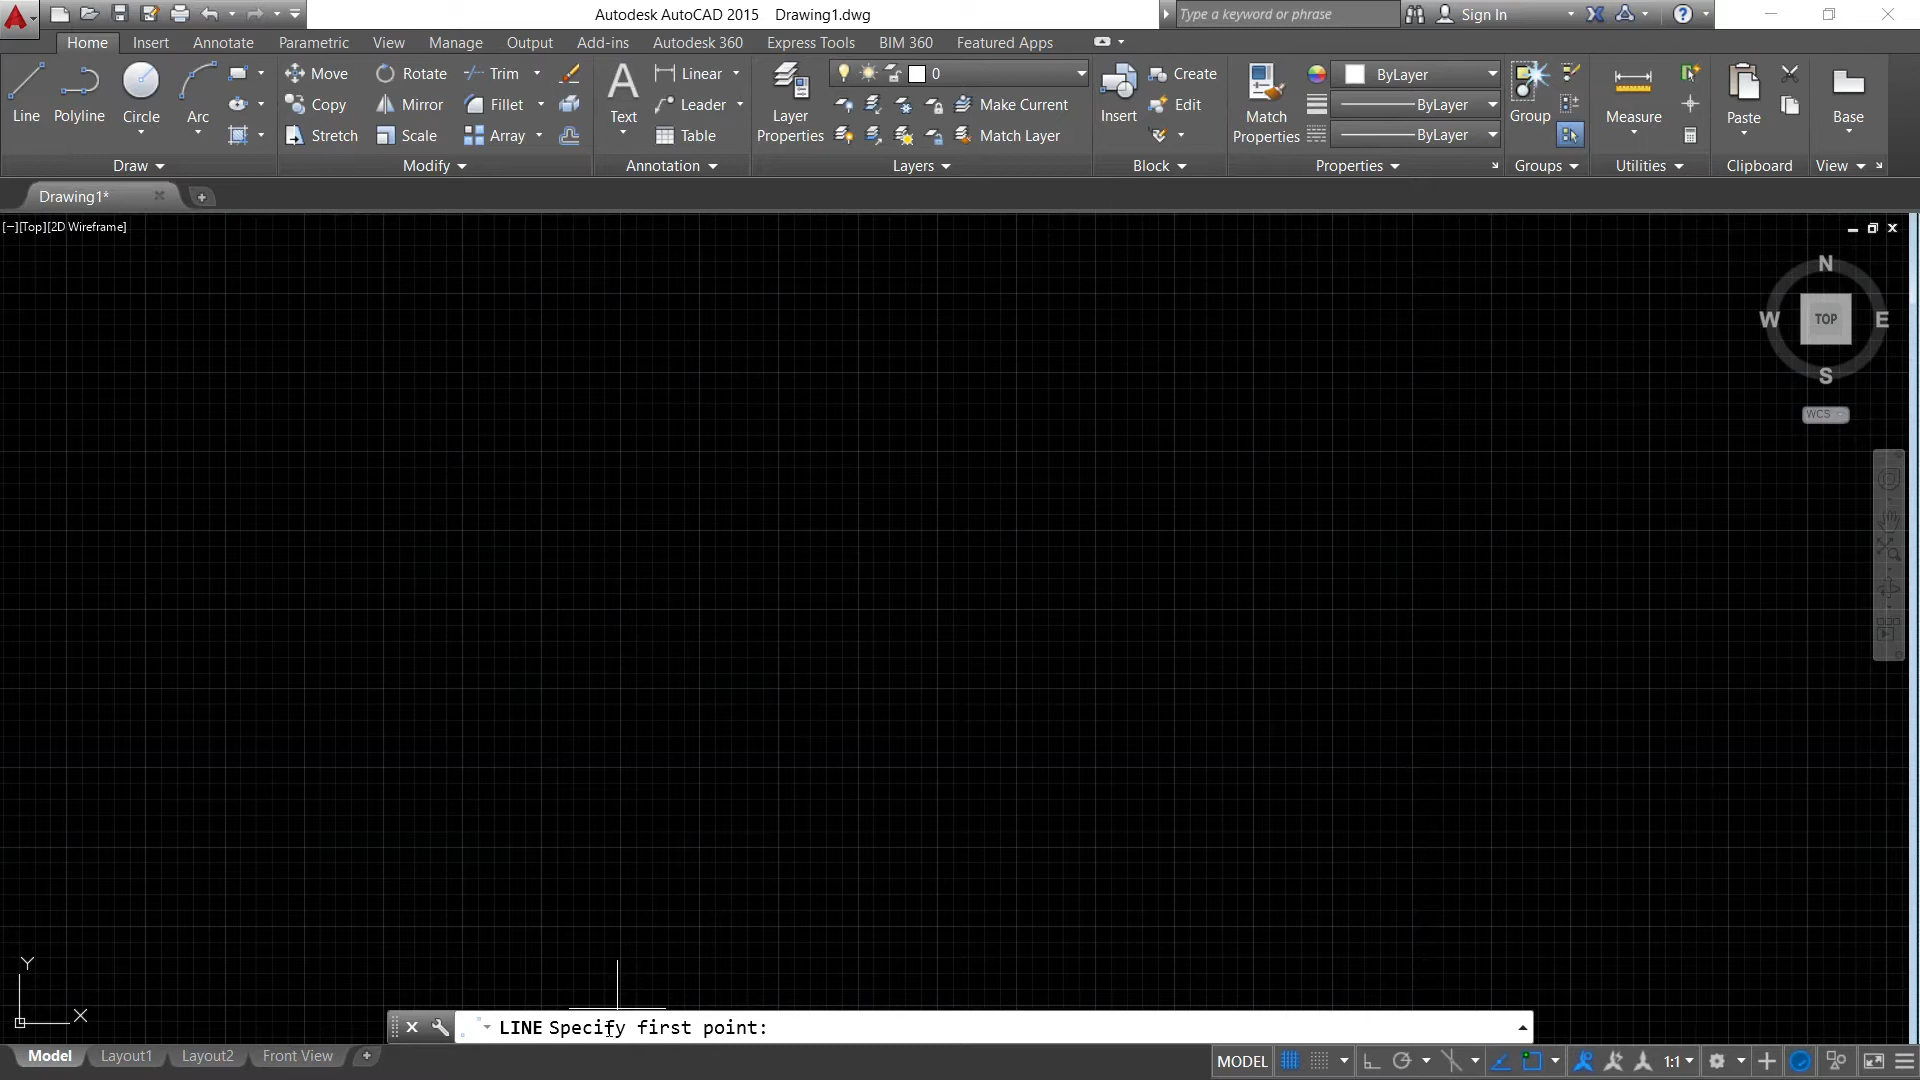 Autodesk AutoCAD 2015 Drawing1.dwg
Type a keyword or phrase
Sign In
Home Insert Annotate Parametric View Manage Output Add-ins Autodesk 360 Express Tools BIM 360 Featured Apps
Line Polyline Circle Arc
Draw
Move Rotate Trim
Copy Mirror Fillet
Stretch Scale Array
Modify
Text
Linear
Leader
Table
Annotation
Layer Properties
0
Make Current
Match Layer
Layers
Insert
Create
Edit
Block
Match Properties
ByLayer
ByLayer
ByLayer
Properties
Group
Groups
Measure
Utilities
Paste
Clipboard
Base
View
Drawing1*
[−][Top][2D Wireframe]
N
W TOP E
S
WCS
Y
X
LINE Specify first point:
Model Layout1 Layout2 Front View
MODEL 1:1